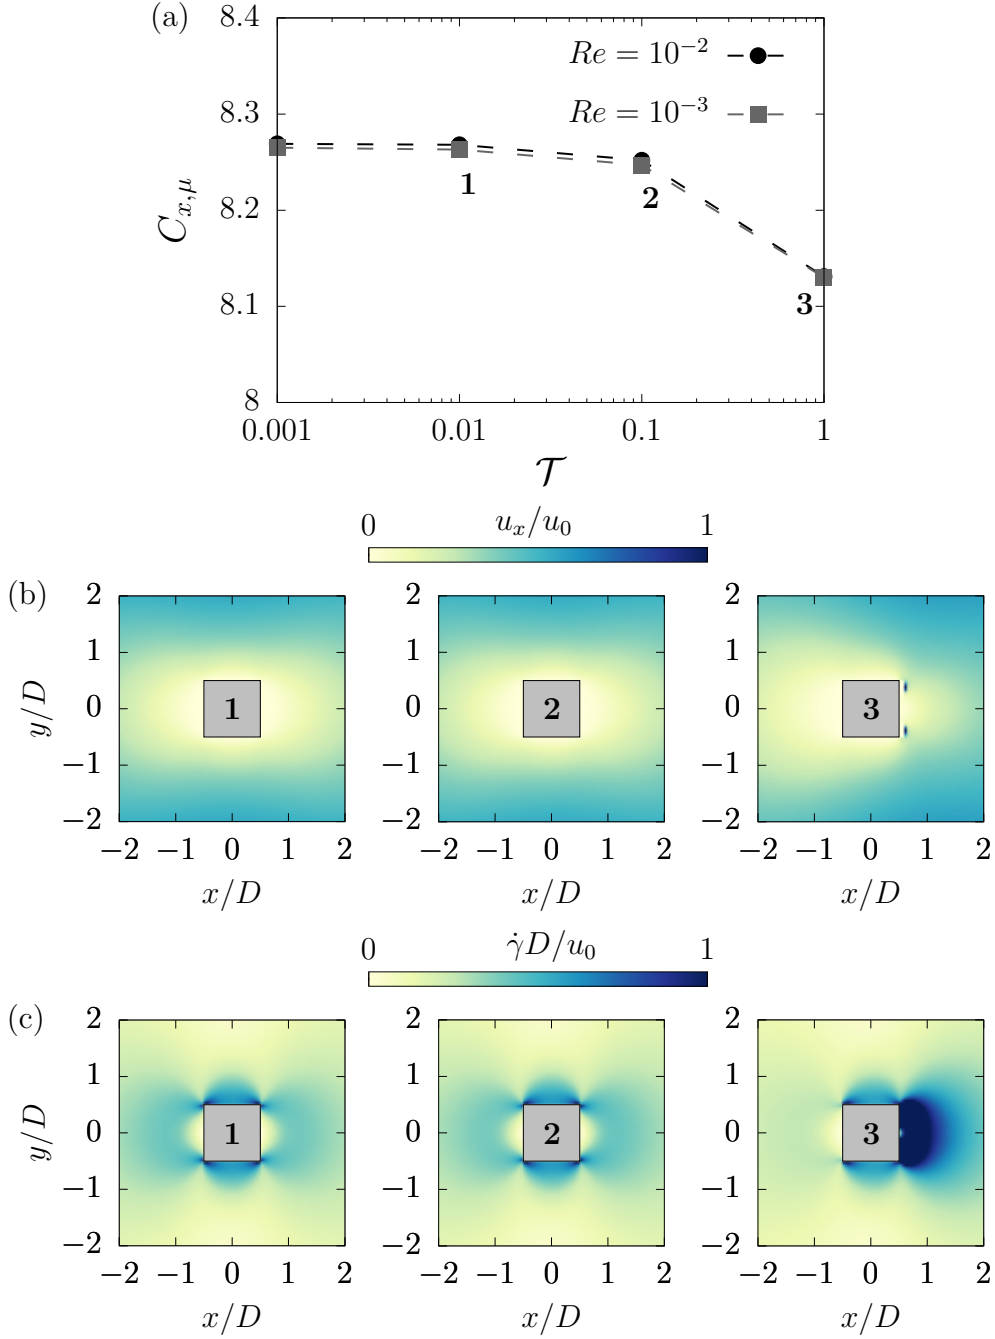 (a)
8.4
8.3
8.2
8.1
8
C_{x,μ}
Re = 10^{−2}
Re = 10^{−3}
1
2
3
0.001 0.01 0.1 1
𝒯
0 u_x/u_0 1
(b)
2
1
0
−1
−2
y/D
1
−2 −1 0 1 2
x/D
2
1
0
−1
−2
2
−2 −1 0 1 2
x/D
2
1
0
−1
−2
3
−2 −1 0 1 2
x/D
0 γ̇D/u_0 1
(c)
2
1
0
−1
−2
y/D
1
−2 −1 0 1 2
x/D
2
1
0
−1
−2
2
−2 −1 0 1 2
x/D
2
1
0
−1
−2
3
−2 −1 0 1 2
x/D